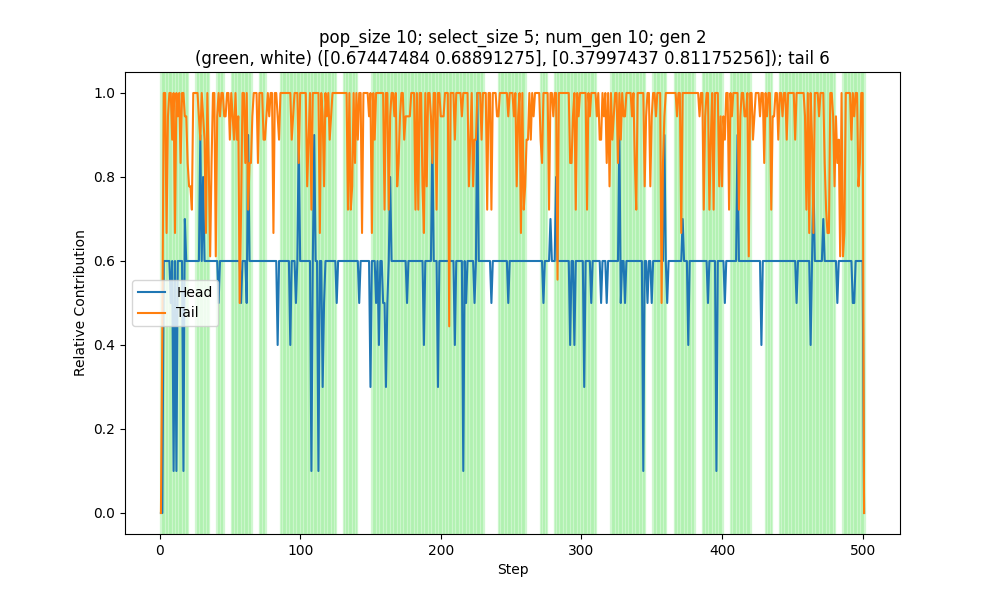 pop_size 10; select_size 5; num_gen 10; gen 2
(green, white) ([0.67447484 0.68891275], [0.37997437 0.81175256]); tail 6
Relative Contribution
1.0
0.8
0.6
0.4
0.2
0.0
Head
Tail
0 100 200 300 400 500
Step